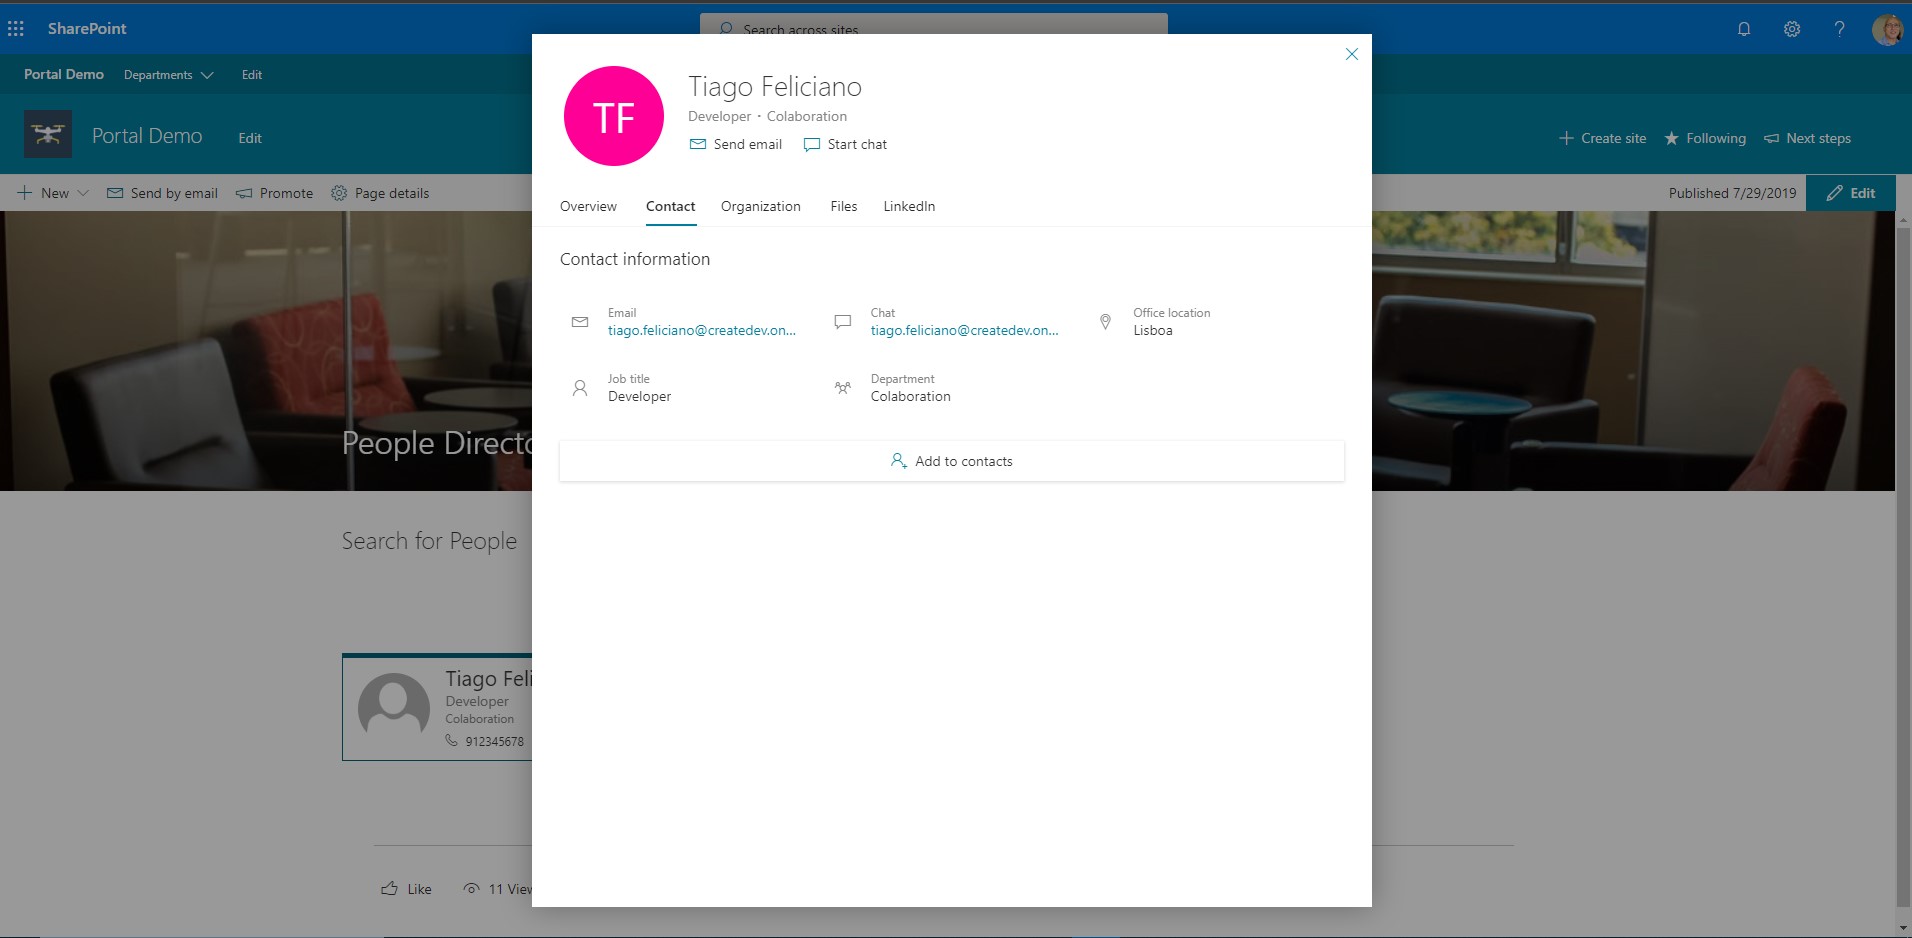 SharePoint
Search across sites
Portal Demo Departments Edit
Portal Demo Edit
Create site Following Next steps
New Send by email Promote Page details
Published 7/29/2019 Edit
People
Search for People
Tiago
Developer
Colaboration
912345678
Like 11
TF
Tiago Feliciano
Developer · Colaboration
Send email Start chat
Overview Contact Organization Files LinkedIn
Contact information
Email
tiago.feliciano@createdev.on...
Chat
tiago.feliciano@createdev.on...
Office location
Lisboa
Job title
Developer
Department
Colaboration
Add to contacts